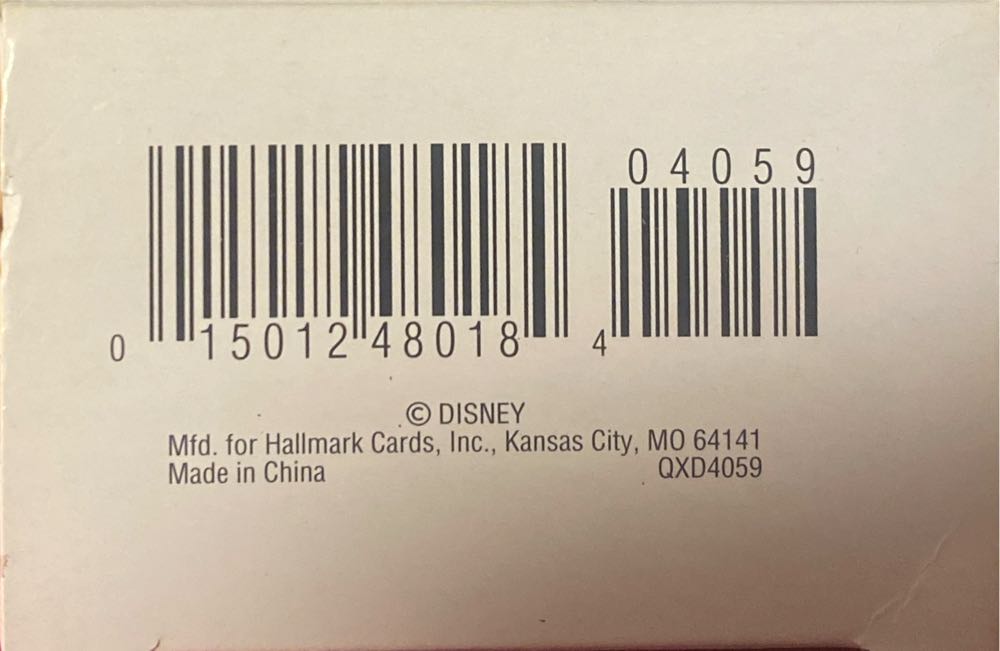 04059
0 15012 48018 4
© DISNEY
Mfd. for Hallmark Cards, Inc., Kansas City, MO 64141
Made in China QXD4059